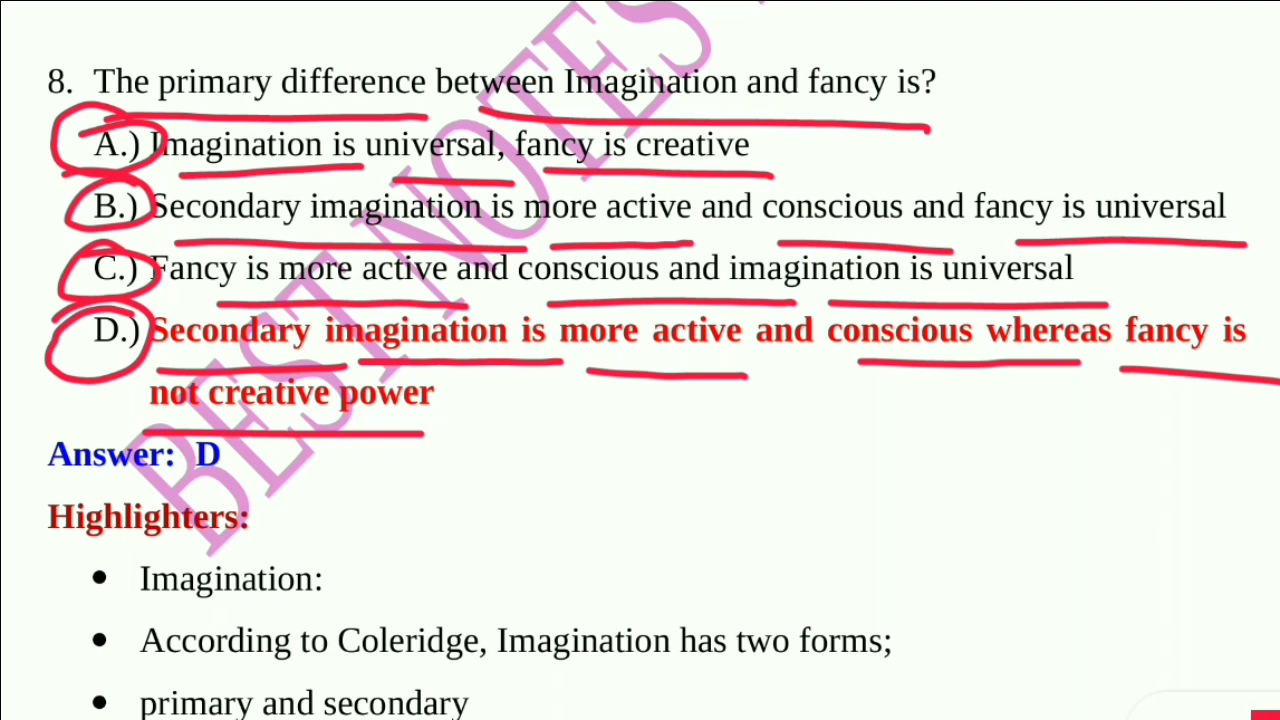 8. The primary difference between Imagination and fancy is?
A.) Imagination is universal, fancy is creative
B.) Secondary imagination is more active and conscious and fancy is universal
C.) Fancy is more active and conscious and imagination is universal
D.) Secondary imagination is more active and conscious whereas fancy is
not creative power
Answer: D
Highlighters:
• Imagination:
• According to Coleridge, Imagination has two forms;
• primary and secondary
BEST NOTES